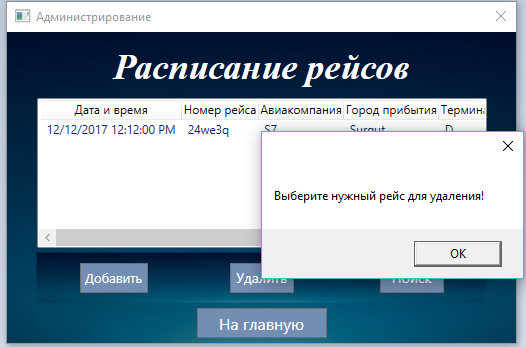 Администрирование
Расписание рейсов
Дата и время Номер рейса Авиакомпания Город прибытия
12/12/2017 12:12:00 PM 24we3q S7 Surgut D
Выберите нужный рейс для удаления!
OK
Добавить Удалить Поиск
На главную